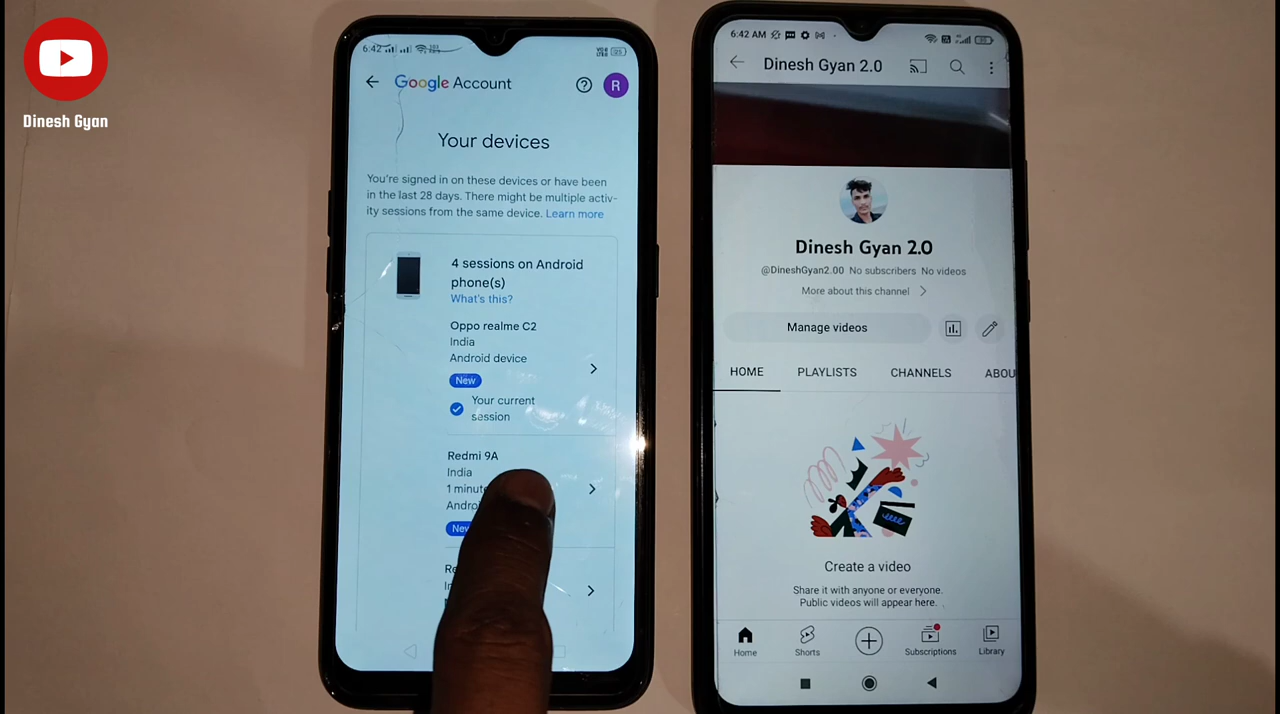 Dinesh Gyan
6:42
Google Account
R
Your devices
You're signed in on these devices or have been
in the last 28 days. There might be multiple activ-
ity sessions from the same device. Learn more
4 sessions on Android
phone(s)
What's this?
Oppo realme C2
India
Android device
New
Your current
session
Redmi 9A
India
1 minute
Andro
New
Re
6:42 AM
Dinesh Gyan 2.0
Dinesh Gyan 2.0
@DineshGyan2.00 No subscribers No videos
More about this channel
Manage videos
HOME PLAYLISTS CHANNELS ABOU
Create a video
Share it with anyone or everyone.
Public videos will appear here.
Home Shorts Subscriptions Library